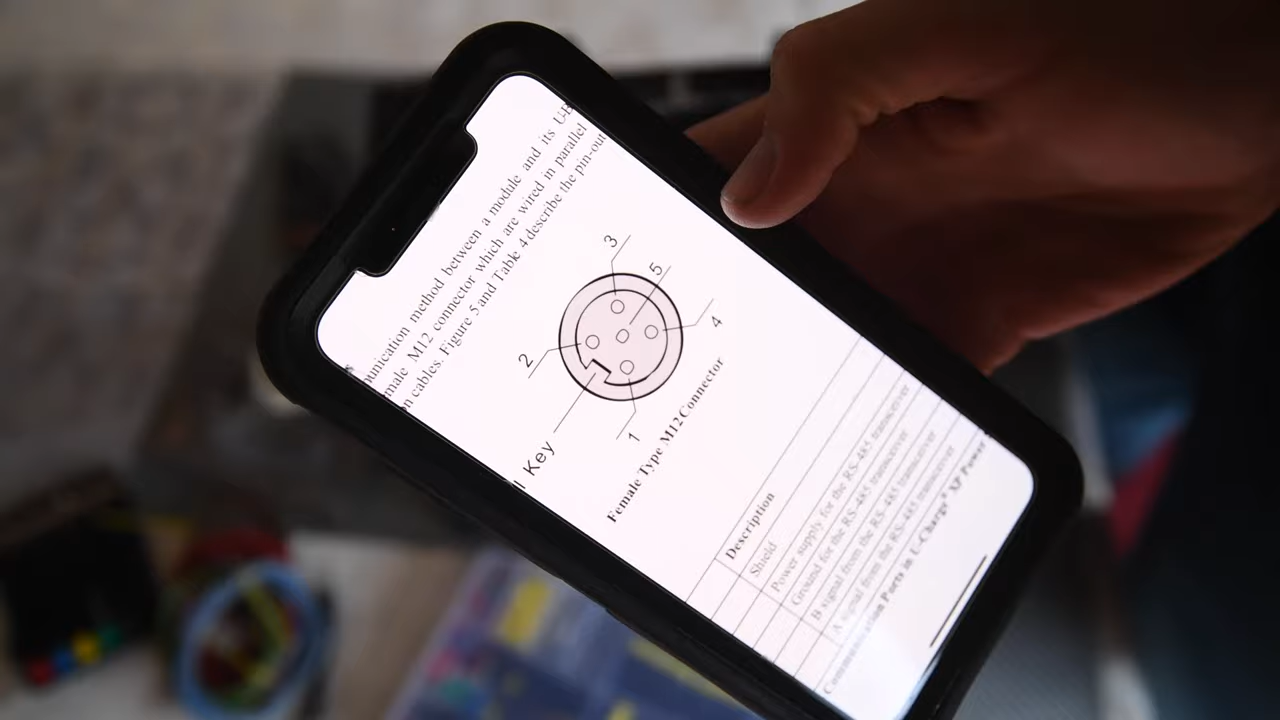 unication method between a module and its U-B
male M12 connector which are wired in parallel
n cables. Figure 5 and Table 4 describe the pin-out
3
5
4
2
1
l Key
Female Type M12 Connector
Description
Shield
Power supply for the RS-485 transceiver
Ground for the RS-485 transceiver
B signal from the RS-485 transceiver
A signal from the RS-485 transceiver
Communication Ports in U-Charge® XP Power